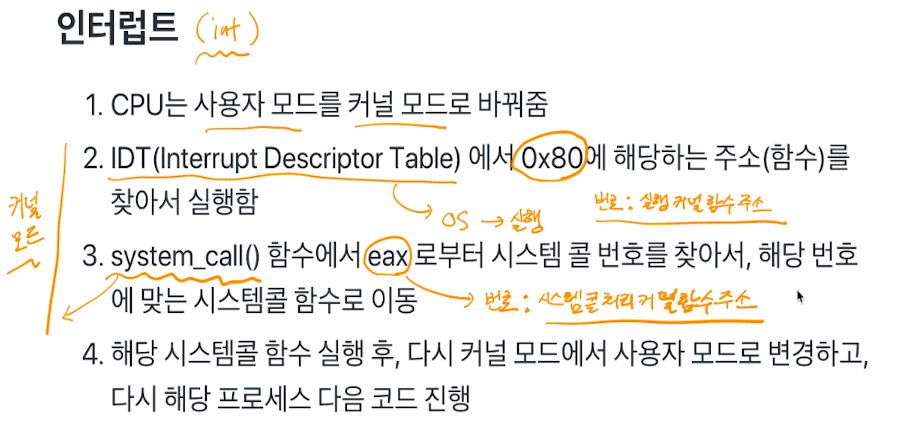 인터럽트 (int)
1. CPU는 사용자 모드를 커널 모드로 바꿔줌
2. IDT(Interrupt Descriptor Table) 에서 0x80에 해당하는 주소(함수)를
찾아서 실행함
번호 : 실행 커널함수 주소
OS → 실행
커널
모드
3. system_call() 함수에서 eax 로부터 시스템 콜 번호를 찾아서, 해당 번호
에 맞는 시스템콜 함수로 이동
번호 : 시스템콜처리 커널함수주소
4. 해당 시스템콜 함수 실행 후, 다시 커널 모드에서 사용자 모드로 변경하고,
다시 해당 프로세스 다음 코드 진행